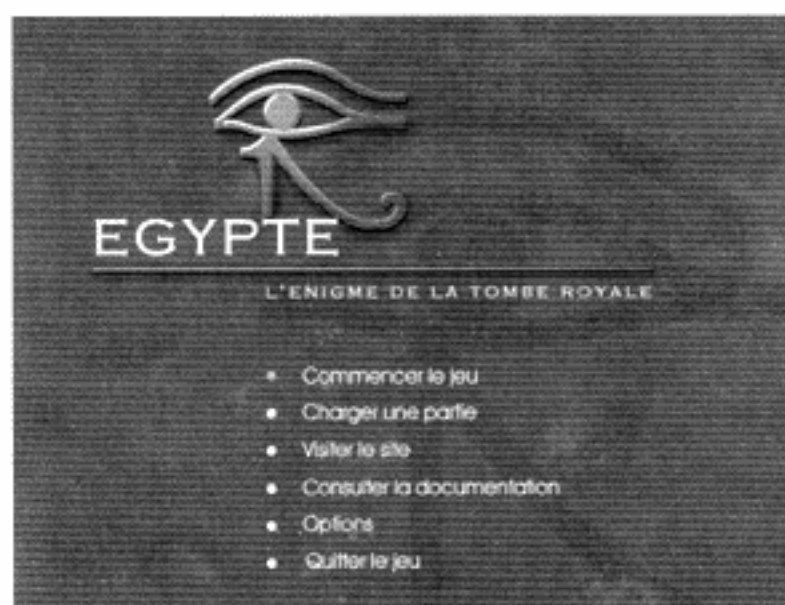 EGYPTE
L'ENIGME DE LA TOMBE ROYALE
Commencer le jeu
Charger une partie
Visiter le site
Consulter la documentation
Options
Quitter le jeu